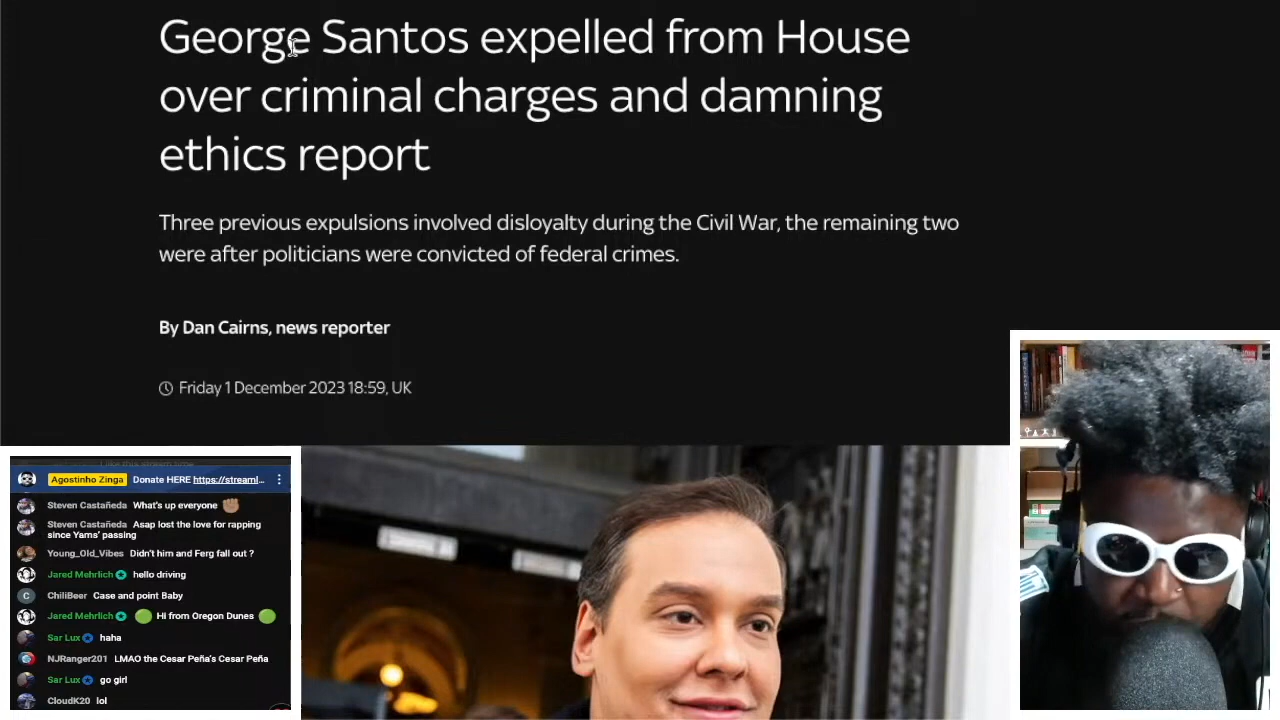 George Santos expelled from House
over criminal charges and damning
ethics report
Three previous expulsions involved disloyalty during the Civil War, the remaining two
were after politicians were convicted of federal crimes.
By Dan Cairns, news reporter
Friday 1 December 2023 18:59, UK
Agostinho Zinga Donate HERE https://streaml...
Steven Castañeda What's up everyone
Steven Castañeda Asap lost the love for rapping
since Yams' passing
Young_Old_Vibes Didn't him and Ferg fall out ?
Jared Mehrlich hello driving
C ChiliBeer Case and point Baby
Jared Mehrlich Hi from Oregon Dunes
Sar Lux haha
NJRanger201 LMAO the Cesar Peña's Cesar Peña
Sar Lux go girl
CloudK20 lol